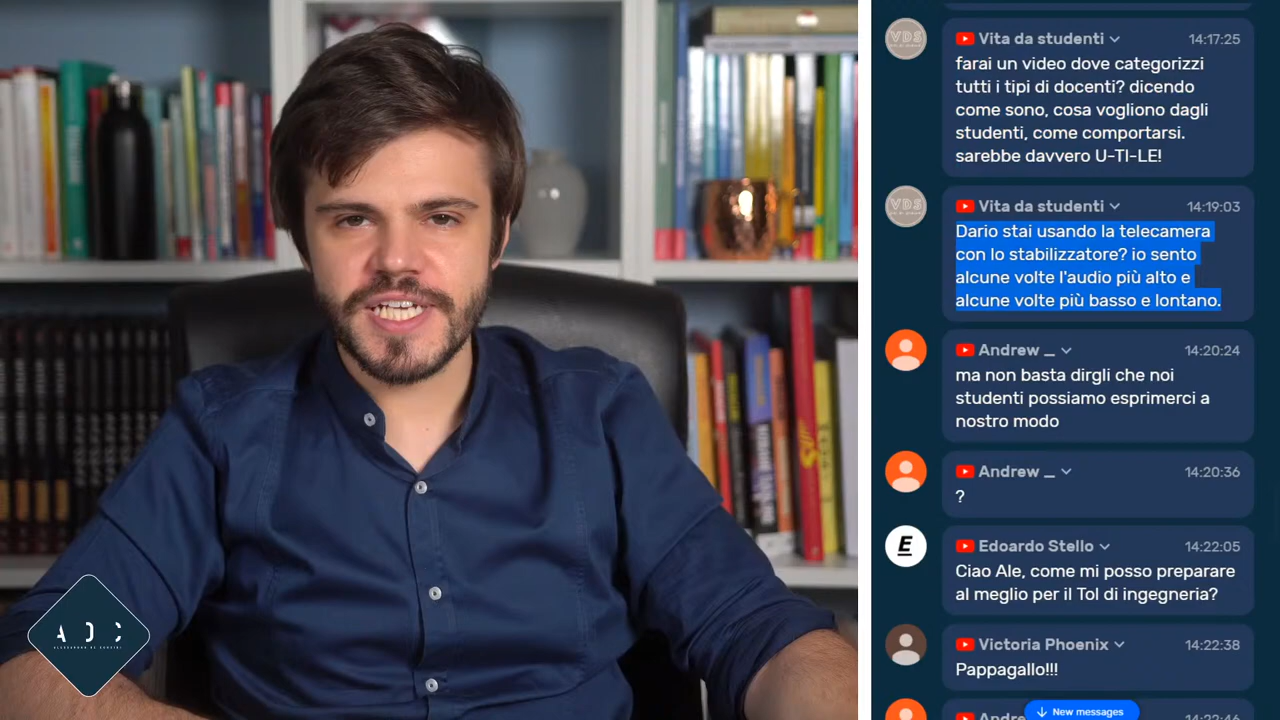 Vita da studenti 14:17:25
farai un video dove categorizzi
tutti i tipi di docenti? dicendo
come sono, cosa vogliono dagli
studenti, come comportarsi.
sarebbe davvero U-TI-LE!
Vita da studenti 14:19:03
Dario stai usando la telecamera
con lo stabilizzatore? io sento
alcune volte l'audio più alto e
alcune volte più basso e lontano.
Andrew _ 14:20:24
ma non basta dirgli che noi
studenti possiamo esprimerci a
nostro modo
Andrew _ 14:20:36
?
E
Edoardo Stello 14:22:05
Ciao Ale, come mi posso preparare
al meglio per il Tol di ingegneria?
Victoria Phoenix 14:22:38
Pappagallo!!!
New messages
VDS
VDS